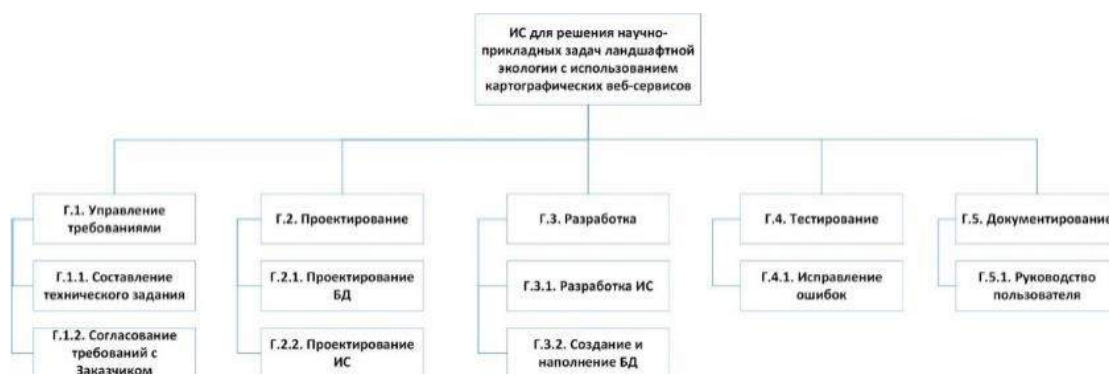 ИС для решения научно-
прикладных задач ландшафтной
экологии с использованием
картографических веб-сервисов
Г.1. Управление
требованиями
Г.1.1. Составление
технического задания
Г.1.2. Согласование
требований с
Заказчиком
Г.2. Проектирование
Г.2.1. Проектирование
БД
Г.2.2. Проектирование
ИС
Г.3. Разработка
Г.3.1. Разработка ИС
Г.3.2. Создание и
наполнение БД
Г.4. Тестирование
Г.4.1. Исправление
ошибок
Г.5. Документирование
Г.5.1. Руководство
пользователя